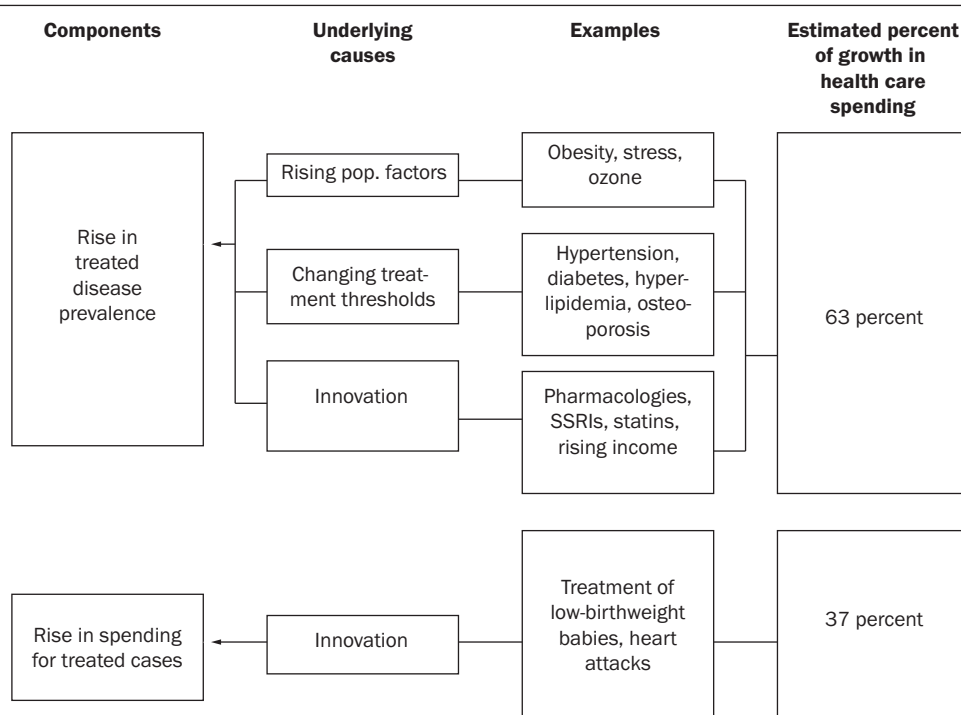 Components
Underlying
causes
Examples
Estimated percent
of growth in
health care
spending
Rise in
treated
disease
prevalence
Rising pop. factors
Obesity, stress,
ozone
Changing treat-
ment thresholds
Hypertension,
diabetes, hyper-
lipidemia, osteo-
porosis
Innovation
Pharmacologies,
SSRIs, statins,
rising income
63 percent
Rise in spending
for treated cases
Innovation
Treatment of
low-birthweight
babies, heart
attacks
37 percent